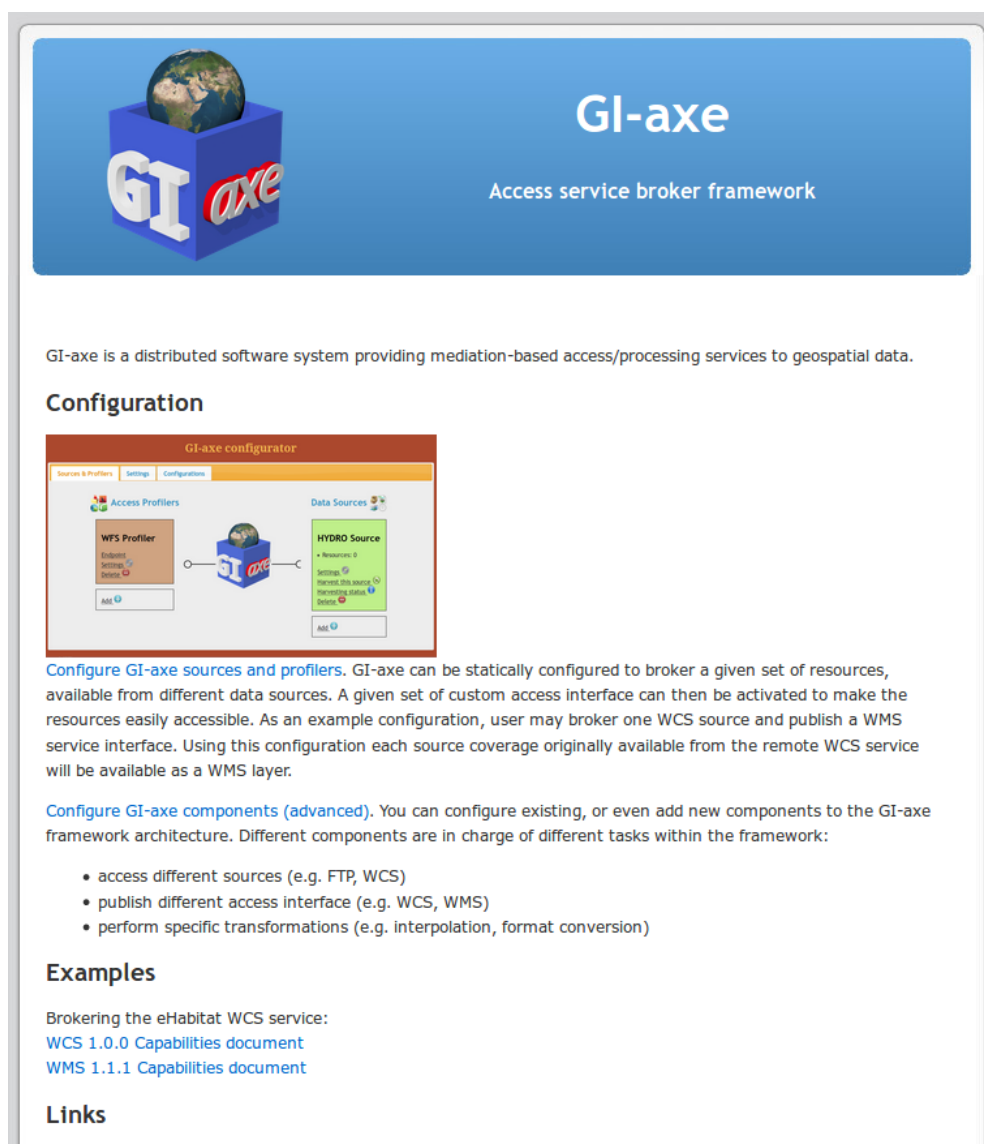 GI axe
GI-axe
Access service broker framework
GI-axe is a distributed software system providing mediation-based access/processing services to geospatial data.
Configuration
GI-axe configurator
Sources & Profilers Settings Configurations
Access Profilers Data Sources
WFS Profiler
Endpoint
Settings
Delete
Add
GI axe
HYDRO Source
• Resources: 0
Settings
Harvest this source
Harvesting status
Delete
Add
Configure GI-axe sources and profilers. GI-axe can be statically configured to broker a given set of resources,
available from different data sources. A given set of custom access interface can then be activated to make the
resources easily accessible. As an example configuration, user may broker one WCS source and publish a WMS
service interface. Using this configuration each source coverage originally available from the remote WCS service
will be available as a WMS layer.
Configure GI-axe components (advanced). You can configure existing, or even add new components to the GI-axe
framework architecture. Different components are in charge of different tasks within the framework:
• access different sources (e.g. FTP, WCS)
• publish different access interface (e.g. WCS, WMS)
• perform specific transformations (e.g. interpolation, format conversion)
Examples
Brokering the eHabitat WCS service:
WCS 1.0.0 Capabilities document
WMS 1.1.1 Capabilities document
Links